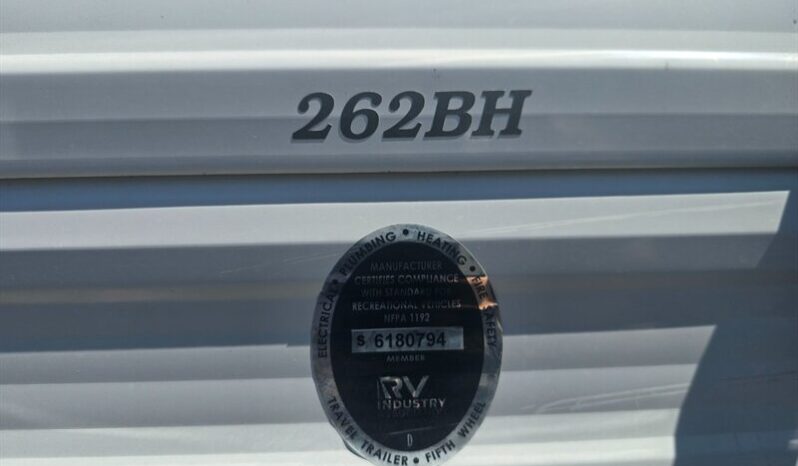 262BH
ELECTRICAL • PLUMBING • HEATING • FIRE SAFETY
MANUFACTURER
CERTIFIES COMPLIANCE
WITH STANDARD FOR
RECREATIONAL VEHICLES
NFPA 1192
S 6180794
MEMBER
RV
INDUSTRY
D
TRAVEL TRAILER • FIFTH WHEEL